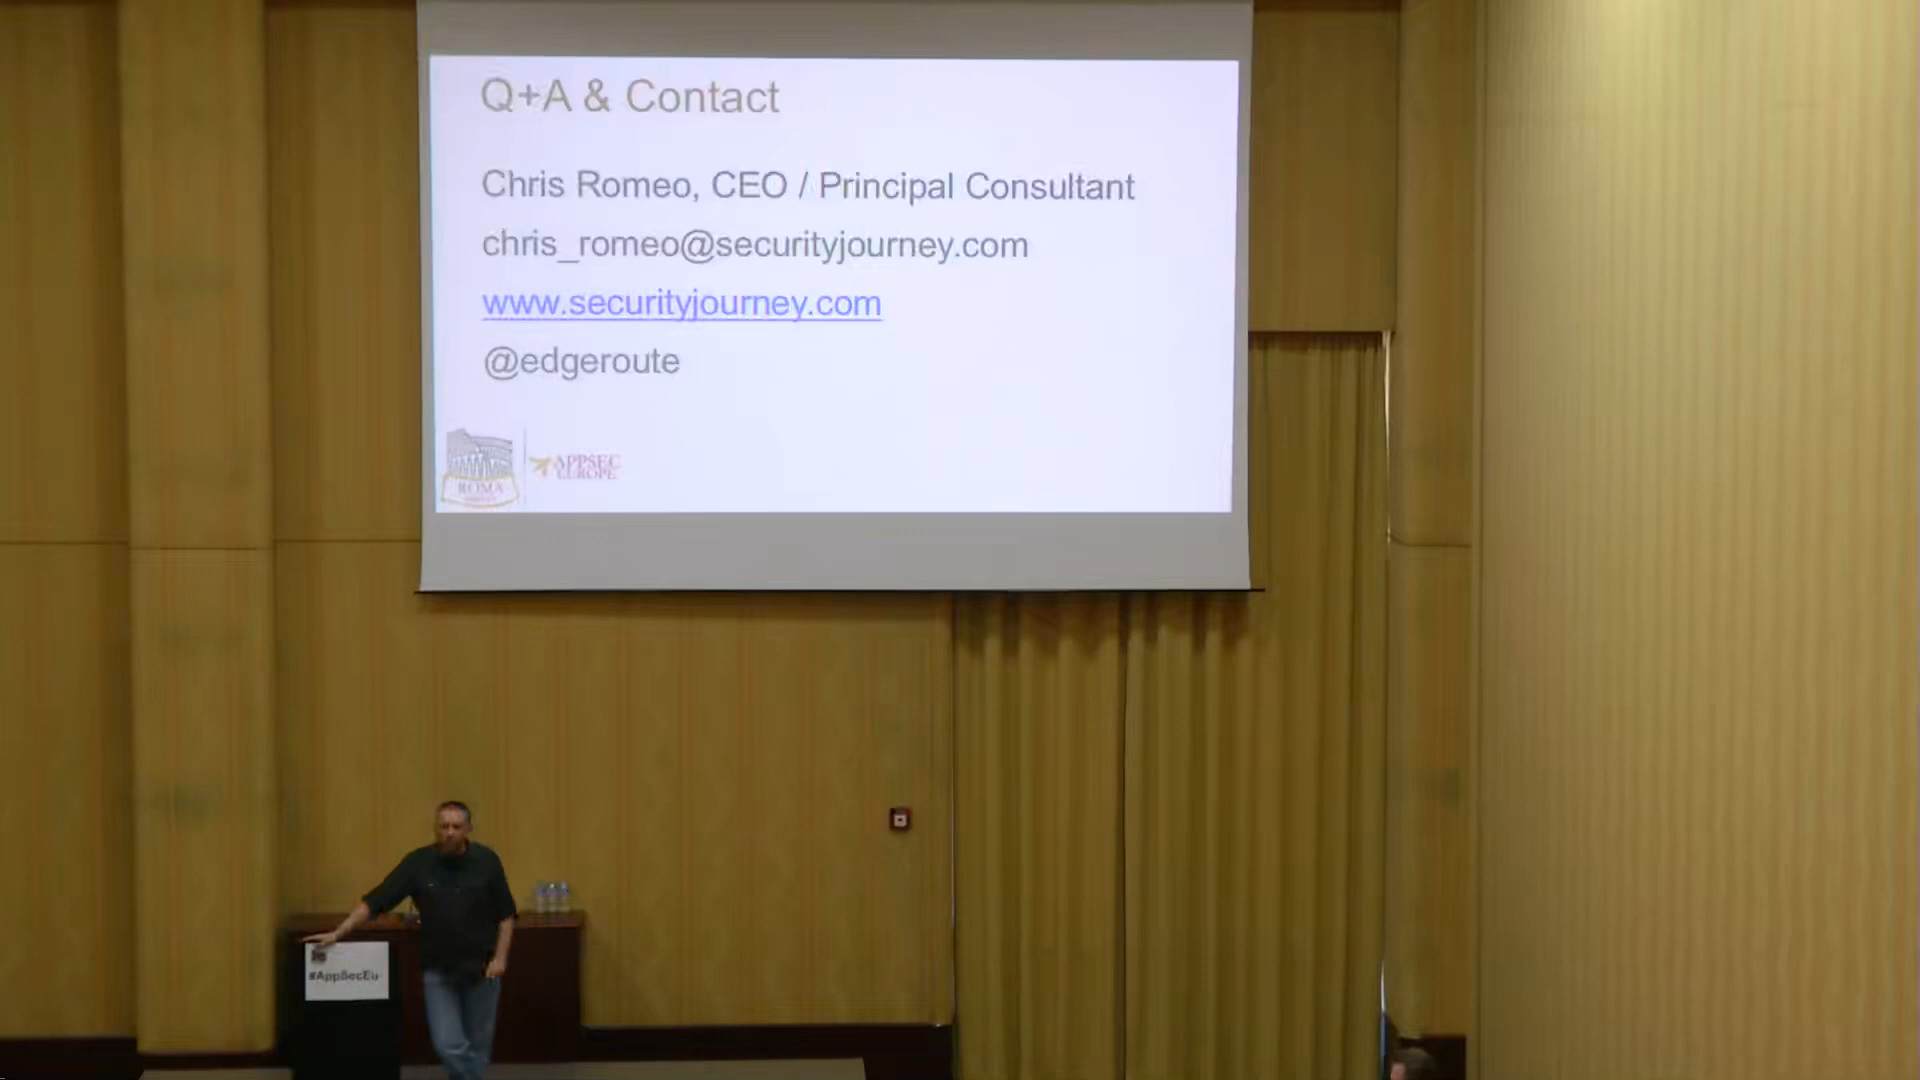 Q+A & Contact
Chris Romeo, CEO / Principal Consultant
chris_romeo@securityjourney.com
www.securityjourney.com
@edgeroute
ROMA
APPSEC
EUROPE
#AppSecEu